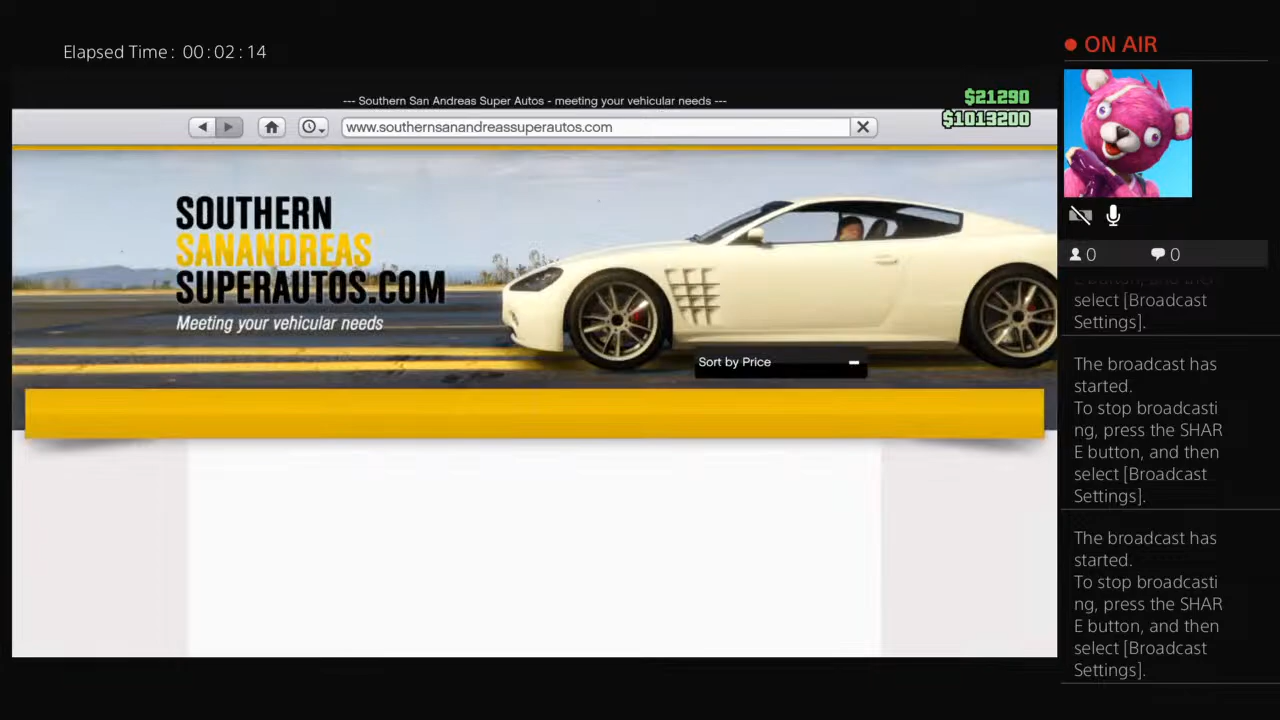 Elapsed Time: 00:02:14
ON AIR
--- Southern San Andreas Super Autos - meeting your vehicular needs ---
$21290
$1013200
www.southernsanandreassuperautos.com
SOUTHERN
SANANDREAS
SUPERAUTOS.COM
Meeting your vehicular needs
Sort by Price
0 0
select [Broadcast
Settings].
The broadcast has
started.
To stop broadcasti
ng, press the SHAR
E button, and then
select [Broadcast
Settings].
The broadcast has
started.
To stop broadcasti
ng, press the SHAR
E button, and then
select [Broadcast
Settings].